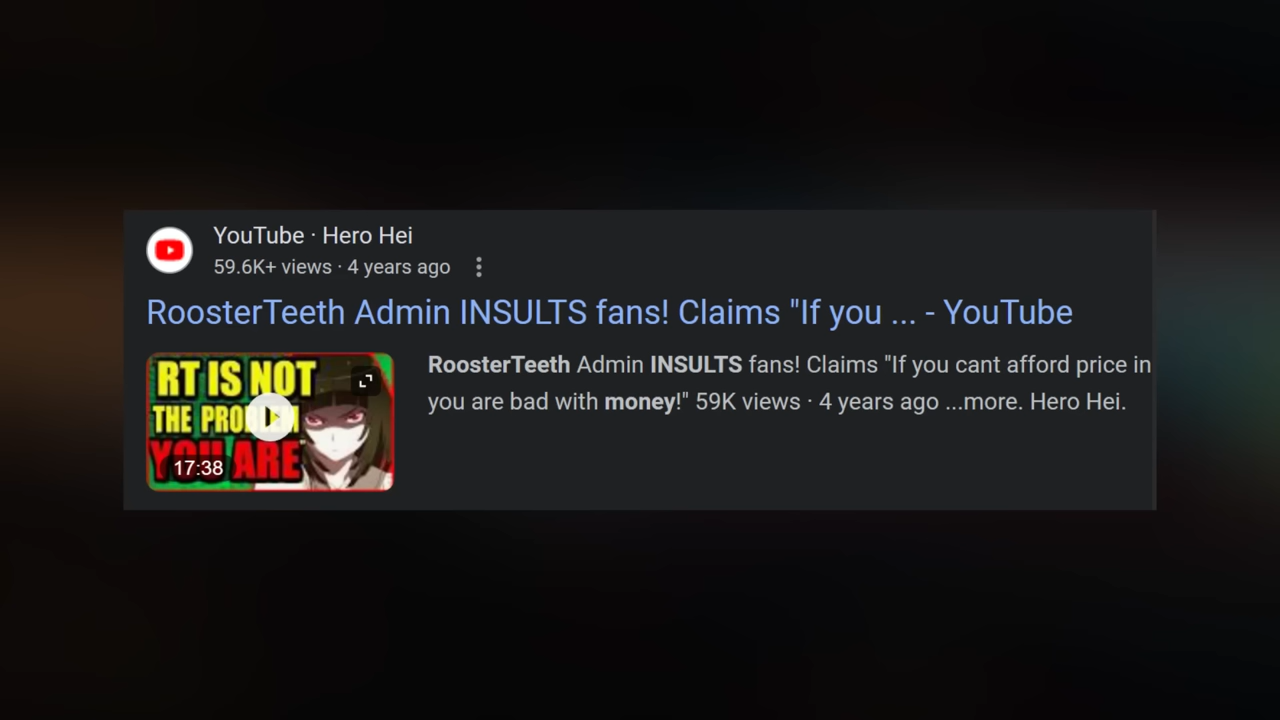 YouTube · Hero Hei
59.6K+ views · 4 years ago
RoosterTeeth Admin INSULTS fans! Claims "If you ... - YouTube
RT IS NOT
THE PROBLEM
YOU ARE"
17:38
RoosterTeeth Admin INSULTS fans! Claims "If you cant afford price in
you are bad with money!" 59K views · 4 years ago ...more. Hero Hei.